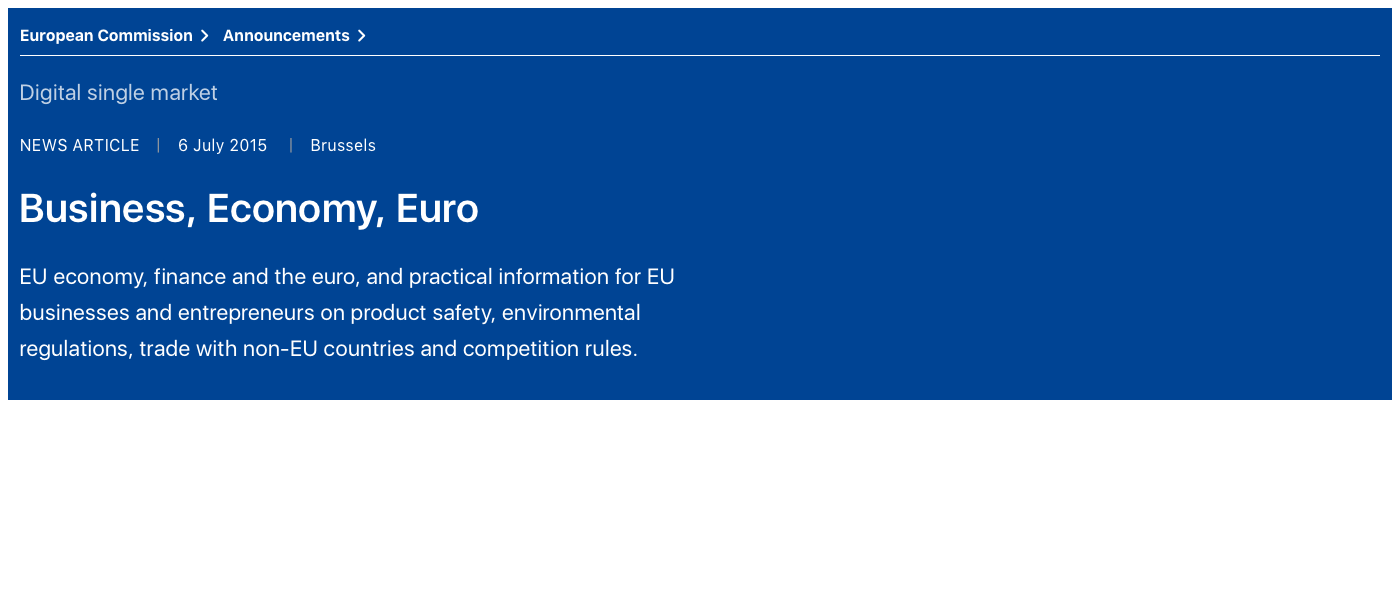 European Commission > Announcements >
Digital single market
NEWS ARTICLE | 6 July 2015 | Brussels
Business, Economy, Euro
EU economy, finance and the euro, and practical information for EU
businesses and entrepreneurs on product safety, environmental
regulations, trade with non-EU countries and competition rules.